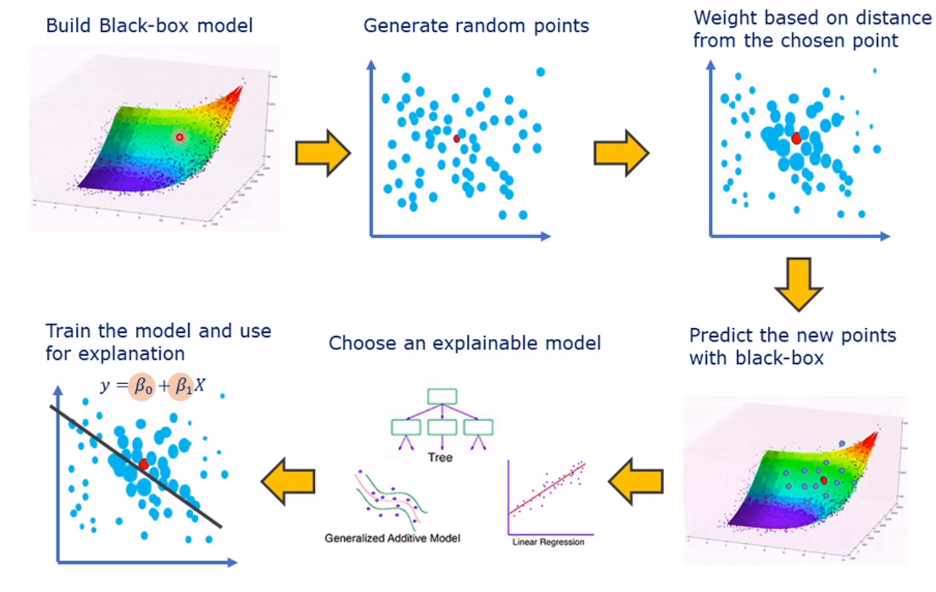 Build Black-box model
Generate random points
Weight based on distance
from the chosen point
Train the model and use
for explanation
y = β₀ + β₁X
Choose an explainable model
Tree
Generalized Additive Model
Linear Regression
Predict the new points
with black-box